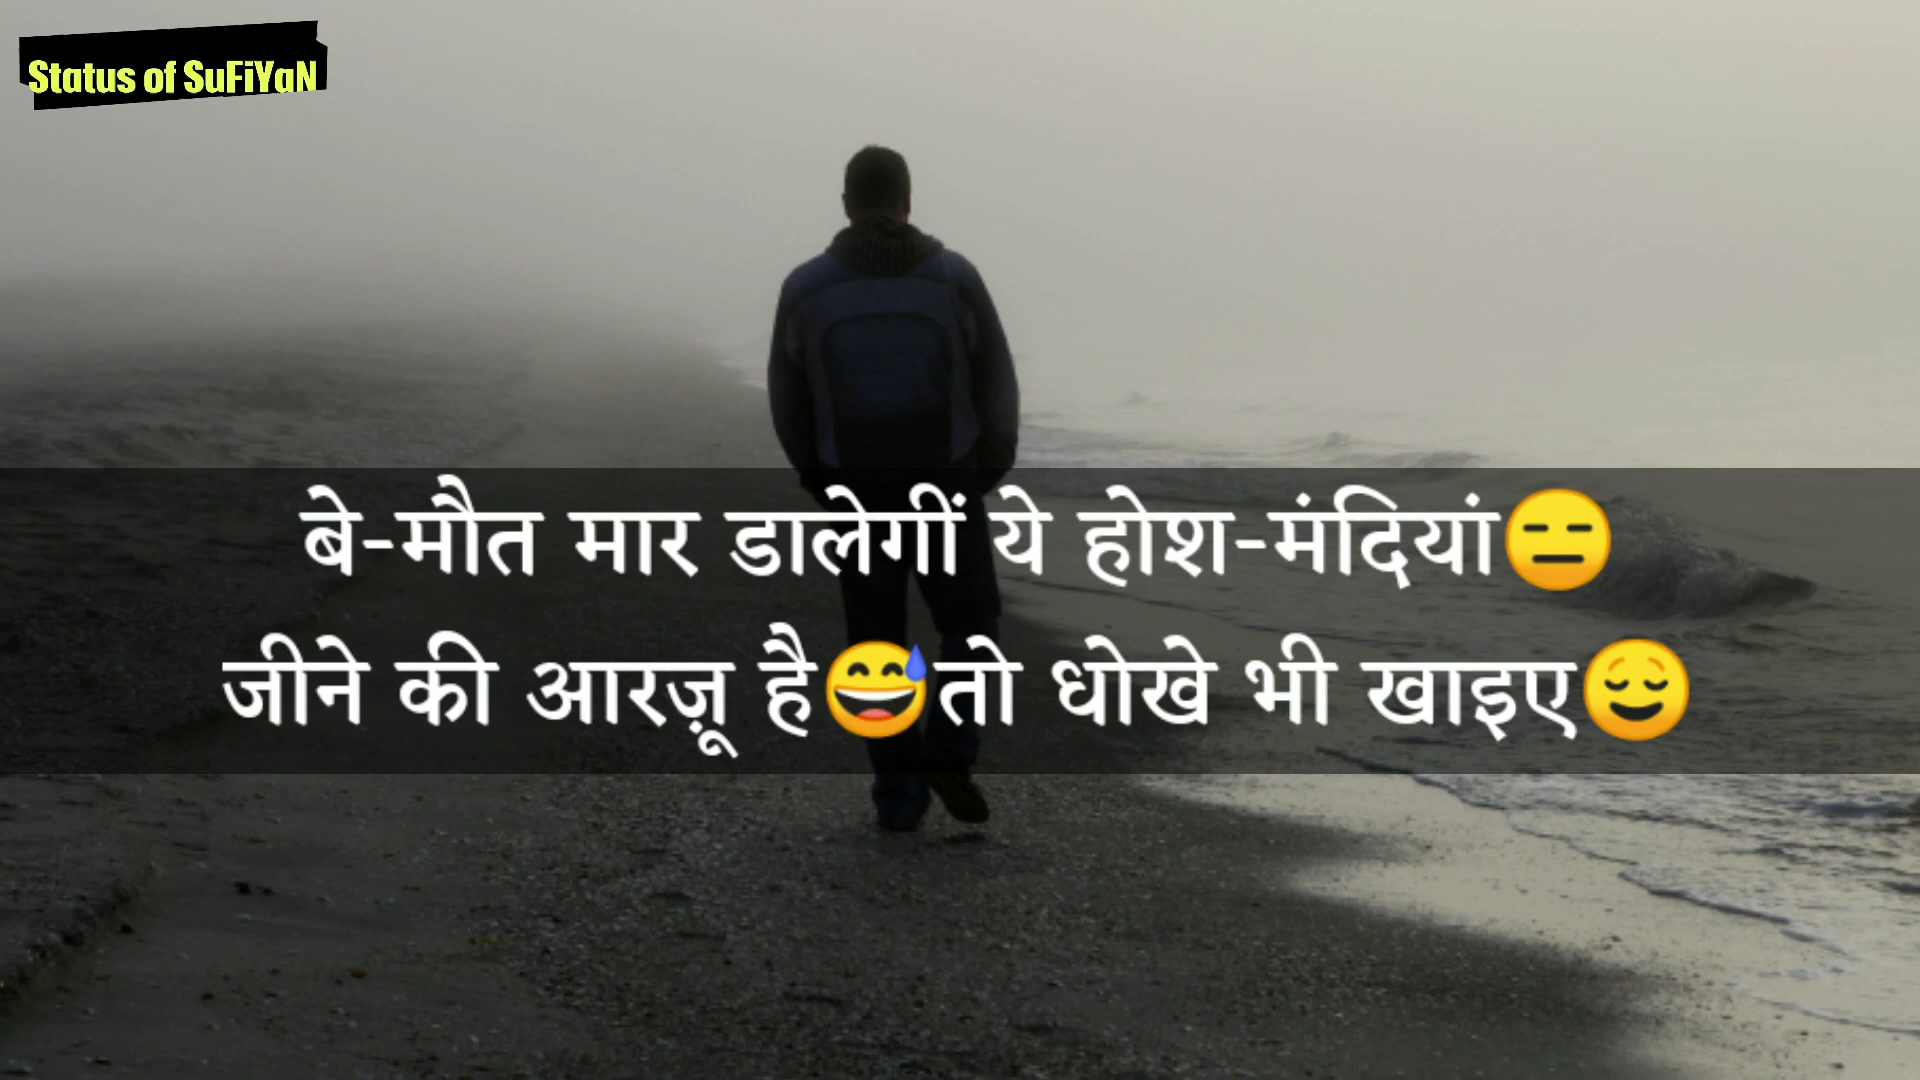 Status of SuFiYaN
बे-मौत मार डालेगीं ये होश-मंदियां😑
जीने की आरज़ू है😅तो धोखे भी खाइए😌